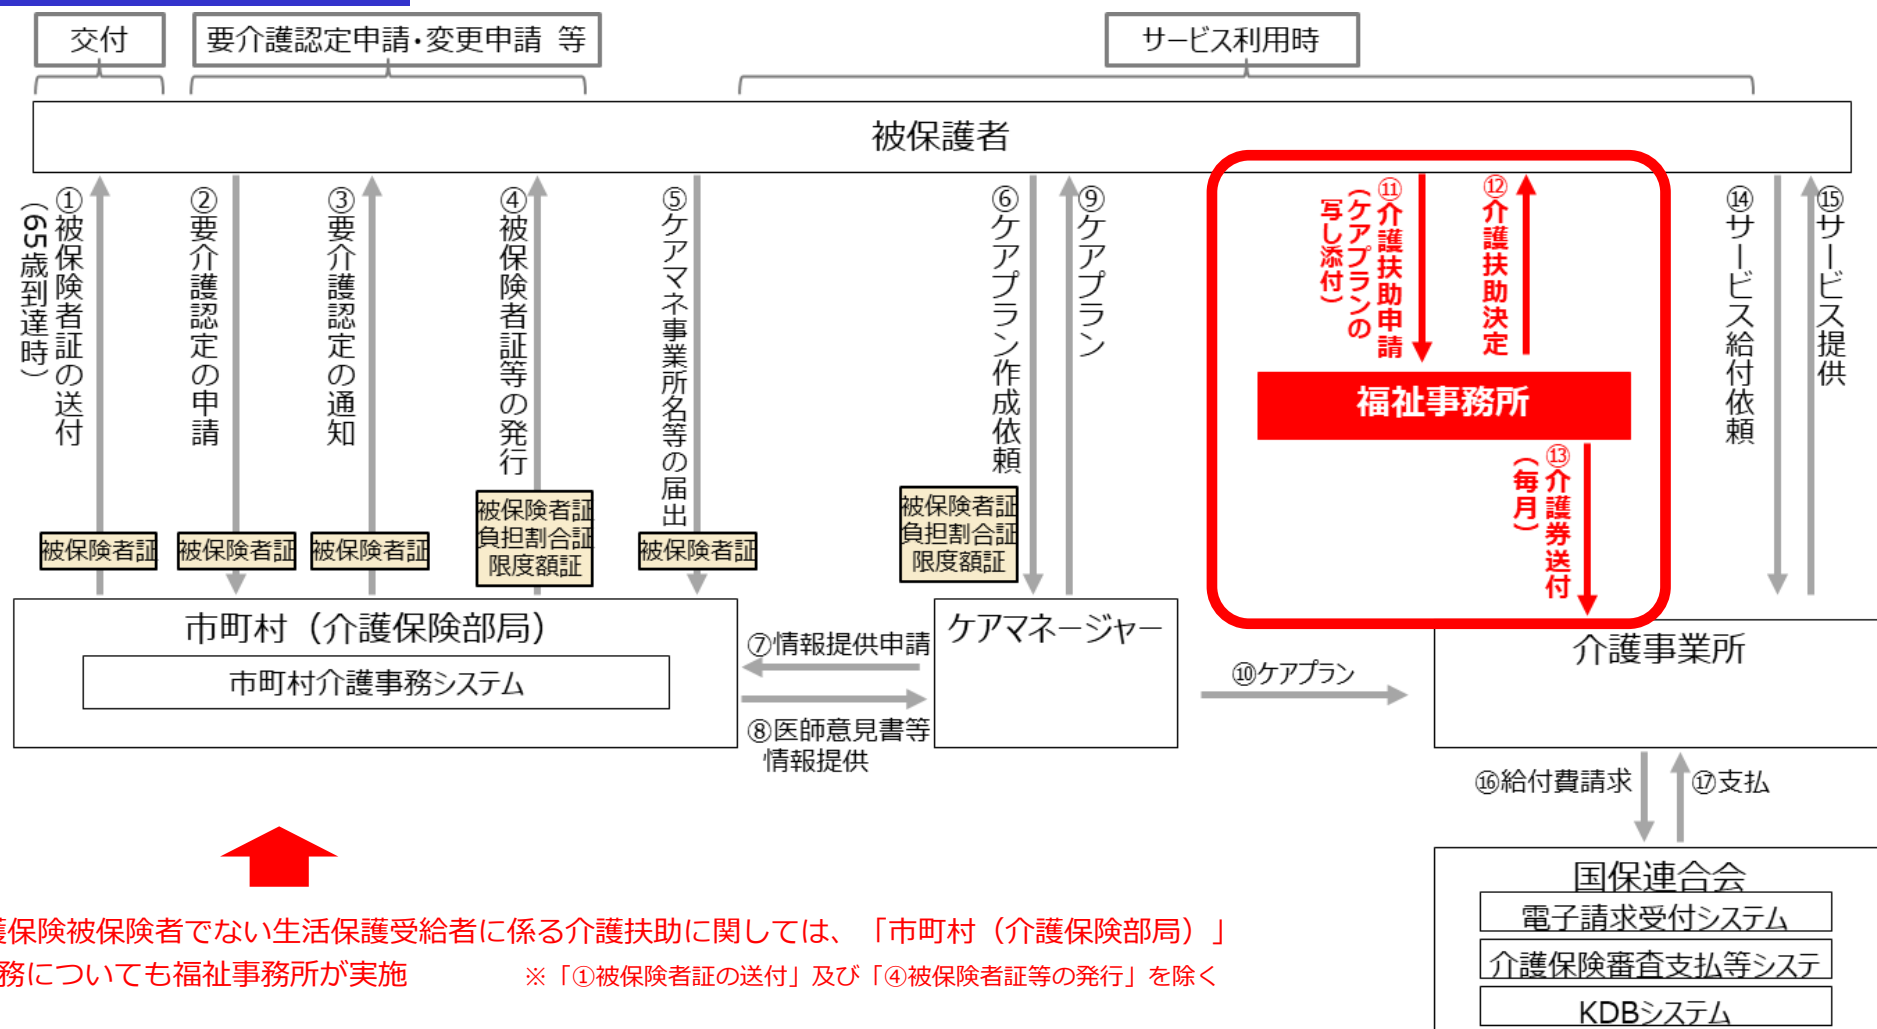 交付
要介護認定申請・変更申請 等
サービス利用時
被保護者
①被保険者証の送付
（65歳到達時）
②要介護認定の申請
③要介護認定の通知
④被保険者証等の発行
⑤ケアマネ事業所名等の届出
⑥ケアプラン作成依頼
⑨ケアプラン
⑪介護扶助申請
（ケアプランの
写し添付）
⑫介護扶助決定
⑭サービス給付依頼
⑮サービス提供
福祉事務所
⑬介護券送付
（毎月）
被保険者証
被保険者証
被保険者証
被保険者証
負担割合証
限度額証
被保険者証
被保険者証
負担割合証
限度額証
市町村（介護保険部局）
市町村介護事務システム
⑦情報提供申請
⑧医師意見書等
情報提供
ケアマネージャー
⑩ケアプラン
介護事業所
⑯給付費請求
⑰支払
国保連合会
電子請求受付システム
介護保険審査支払等システ
KDBシステム
護保険被保険者でない生活保護受給者に係る介護扶助に関しては、「市町村（介護保険部局）」
務についても福祉事務所が実施
※「①被保険者証の送付」及び「④被保険者証等の発行」を除く